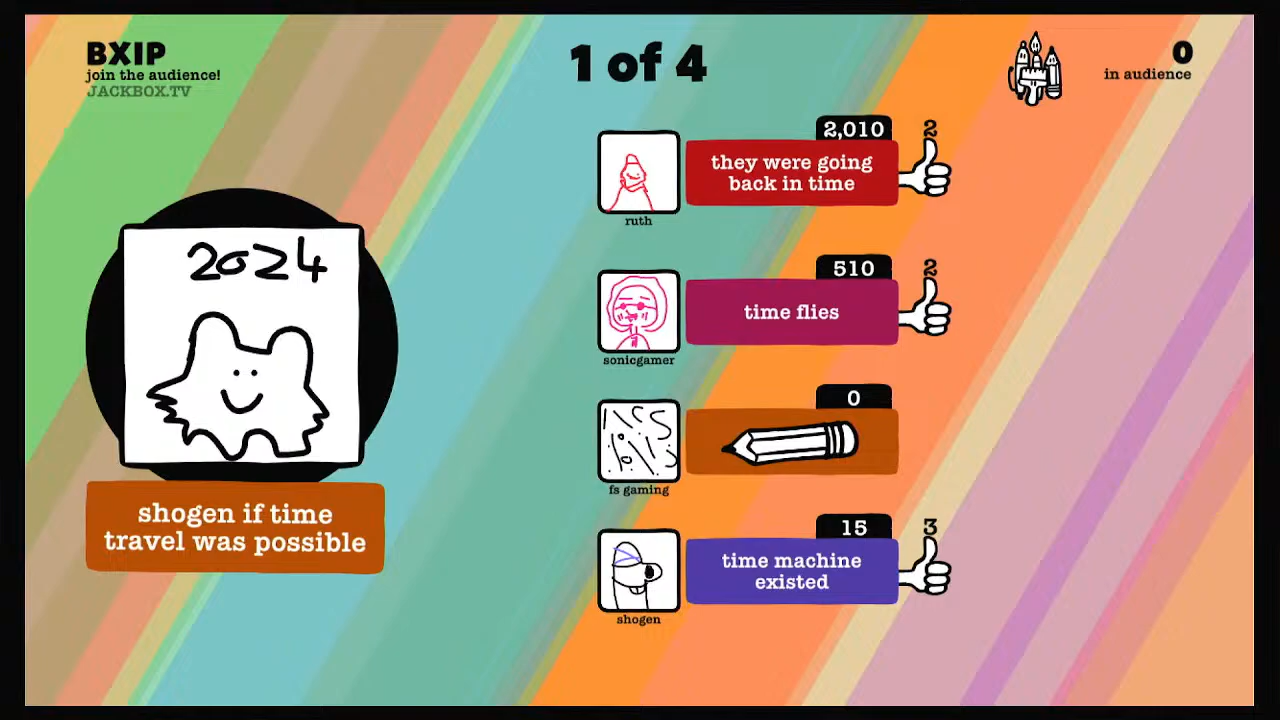 BXIP
join the audience!
JACKBOX.TV
1 of 4
0
in audience
2024
shogen if time
travel was possible
2,010
2
they were going
back in time
ruth
510
2
time flies
sonicgamer
0
fs gaming
15
3
time machine
existed
shogen